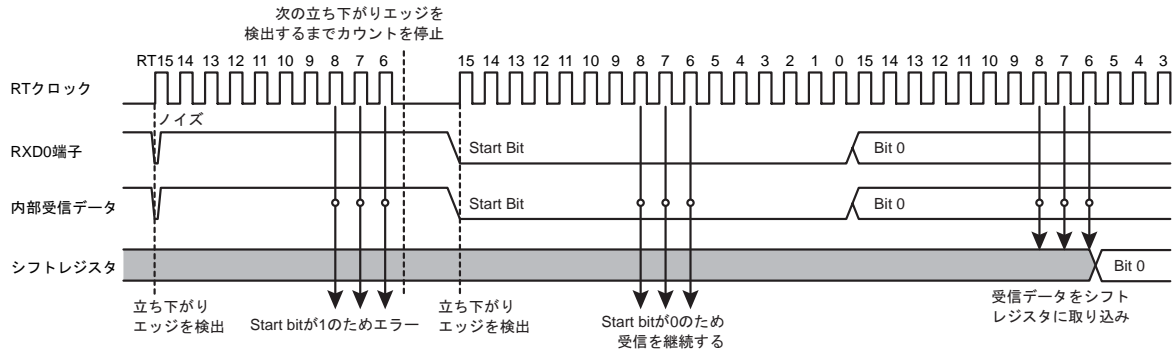 次の立ち下がりエッジを
検出するまでカウントを停止
RT15 14 13 12 11 10 9 8 7 6 15 14 13 12 11 10 9 8 7 6 5 4 3 2 1 0 15 14 13 12 11 10 9 8 7 6 5 4 3
RTクロック
ノイズ
RXD0端子 Start Bit Bit 0
内部受信データ Start Bit Bit 0
シフトレジスタ Bit 0
立ち下がり
エッジを検出
Start bitが1のためエラー
立ち下がり
エッジを検出
Start bitが0のため
受信を継続する
受信データをシフト
レジスタに取り込み